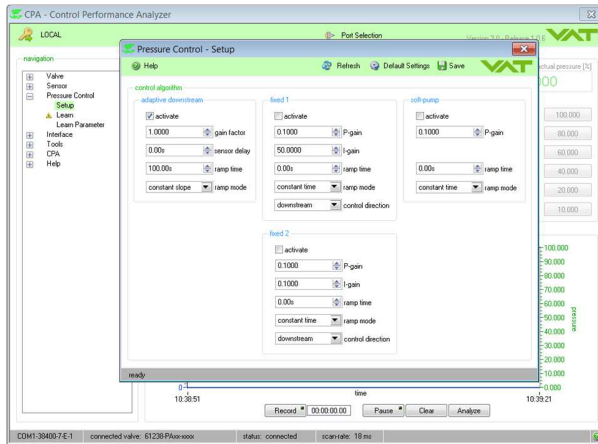 CPA - Control Performance Analyzer
LOCAL
Port Selection
Version 3.0 - Release 1.0.6
VAT
navigation
Valve
Sensor
Pressure Control
Setup
Learn
Learn Parameter
Interface
Tools
CPA
Help
actual pressure [%]
100.000
80.000
60.000
40.000
20.000
10.000
Pressure Control - Setup
Help
Refresh
Default Settings
Save
VAT
control algorithm
adaptive downstream
activate
1.0000 gain factor
0.00s sensor delay
100.00s ramp time
constant slope ramp mode
fixed 1
activate
0.1000 P-gain
50.0000 I-gain
0.00s ramp time
constant time ramp mode
downstream control direction
soft-pump
activate
0.1000 P-gain
0.00s ramp time
constant time ramp mode
fixed 2
activate
0.1000 P-gain
0.1000 I-gain
0.00s ramp time
constant time ramp mode
downstream control direction
ready
100.000
90.000
80.000
70.000
60.000
50.000
40.000
30.000
20.000
10.000
0.000
pressure
0
10:38:51
time
10:39:21
Record
00:00:00.00
Pause
Clear
Analyze
COM1-38400-7-E-1
connected valve: 61238-PAxx-xxxx
status: connected
scan-rate: 18 ms